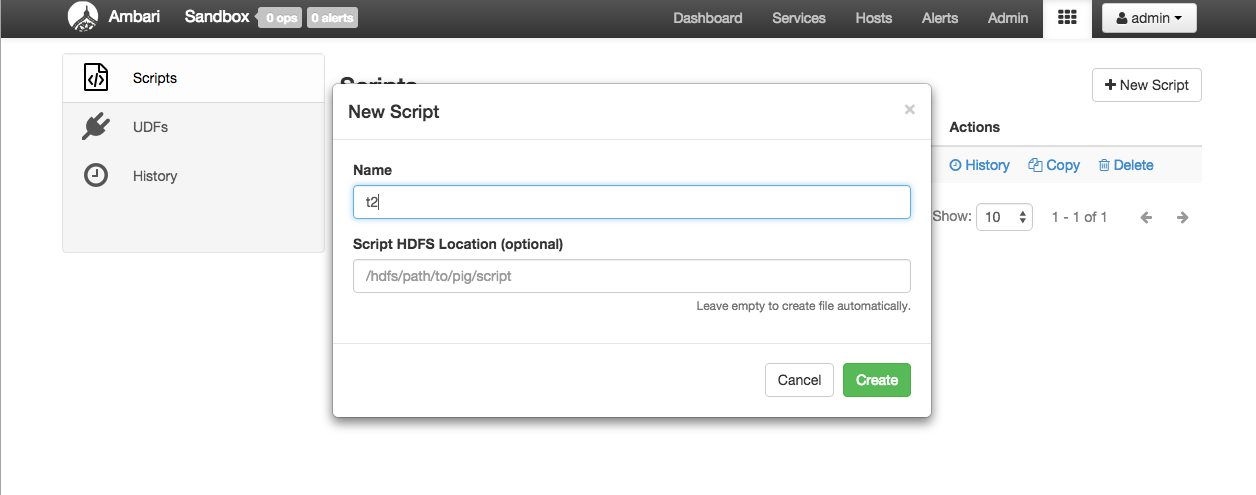 Ambari Sandbox 0 ops 0 alerts Dashboard Services Hosts Alerts Admin admin
Scripts
UDFs
History
Scripts
New Script
Actions
History Copy Delete
Show: 10 1 - 1 of 1
New Script ×
Name
t2
Script HDFS Location (optional)
/hdfs/path/to/pig/script
Leave empty to create file automatically.
Cancel Create